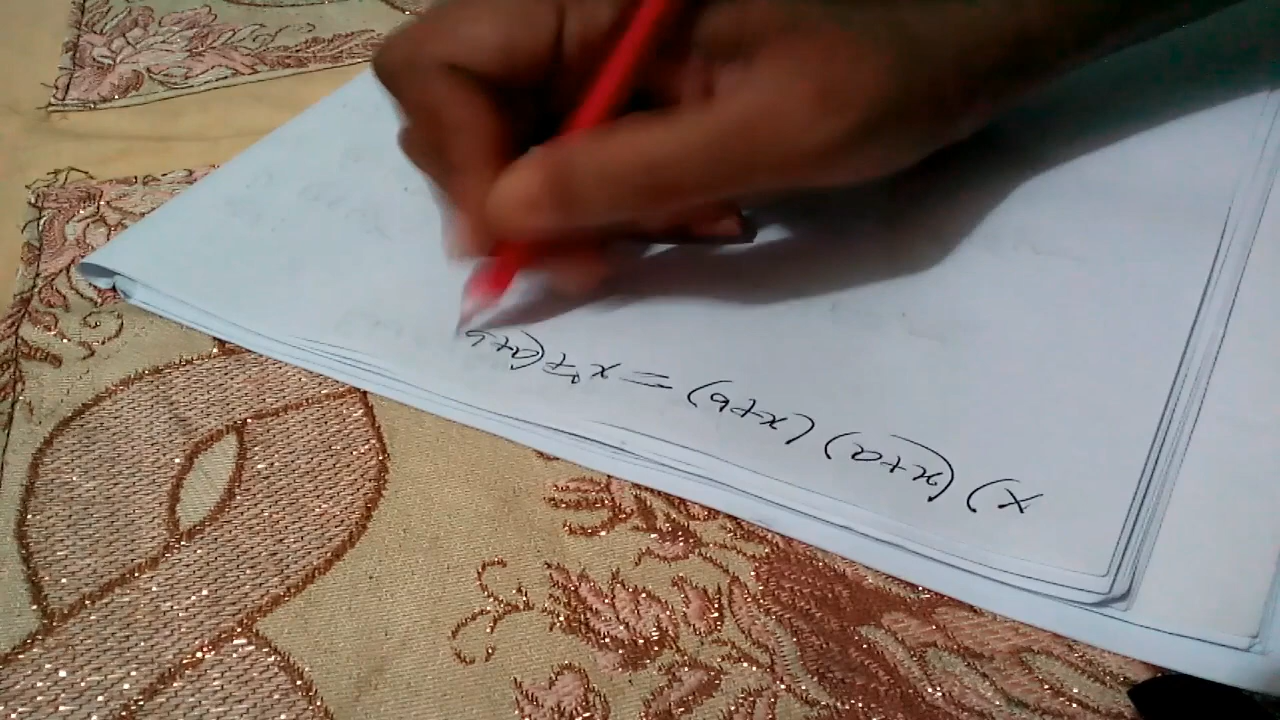 x) (x+a) (x+b) = x²+(a+b